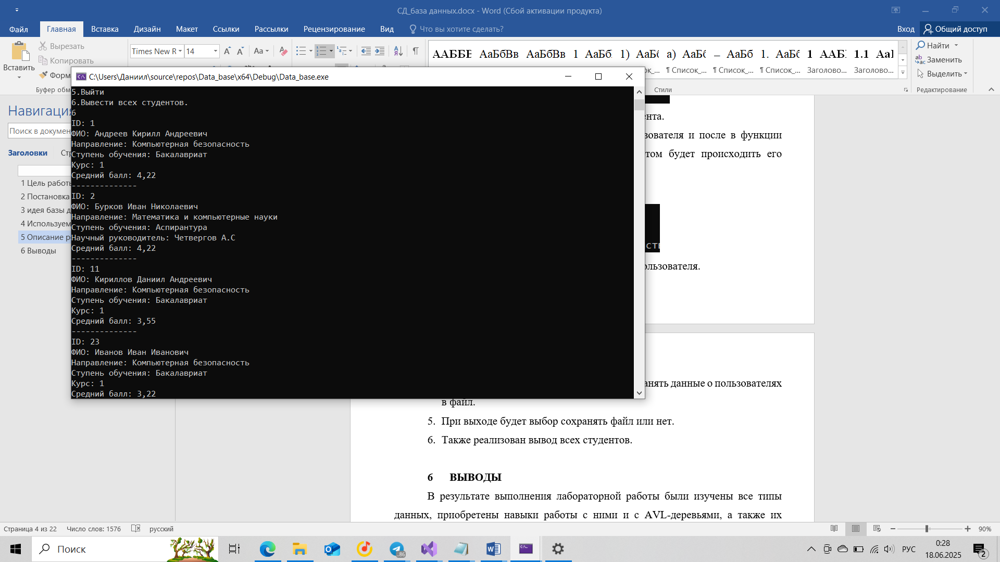 СД_база данных.docx - Word (Сбой активации продукта)
Файл Главная Вставка Дизайн Макет Ссылки Рассылки Рецензирование Вид Что вы хотите сделать? Вход Общий доступ
Вставить
Вырезать
Копировать
Форм
Буфер обм
Times New R 14
Aa
ААББВ АаБбВв АаБбВв 1 АаБб 1) АаБб а) АаБб – АаБб 1. АаБб 1 ААБ 1.1 Аа
ок_... ¶ Список_... ¶ Список_... ¶ Список_... Заголово... Заголово...
Стили
Найти
Заменить
Выделить
Редактирование
C:\Users\Даниил\source\repos\Data_base\x64\Debug\Data_base.exe
5.Выйти
6.Вывести всех студентов.
6
ID: 1
ФИО: Андреев Кирилл Андреевич
Направление: Компьютерная безопасность
Ступень обучения: Бакалавриат
Курс: 1
Средний балл: 4,22
--------------
ID: 2
ФИО: Бурков Иван Николаевич
Направление: Математика и компьютерные науки
Ступень обучения: Аспирантура
Научный руководитель: Четвергов А.С
Средний балл: 4,22
--------------
ID: 11
ФИО: Кириллов Даниил Андреевич
Направление: Компьютерная безопасность
Ступень обучения: Бакалавриат
Курс: 1
Средний балл: 3,55
--------------
ID: 23
ФИО: Иванов Иван Иванович
Направление: Компьютерная безопасность
Ступень обучения: Бакалавриат
Курс: 1
Средний балл: 3,22
Навигация
Поиск в докумен
Заголовки Ст
1 Цель работ
2 Постановка
3 идея базы д
4 Используем
5 Описание р
6 Выводы
ента.
зователя и после в функции
том будет происходить его
СТЬ
ользователя.
анять данные о пользователях
в файл.
5. При выходе будет выбор сохранять файл или нет.
6. Также реализован вывод всех студентов.
6 ВЫВОДЫ
В результате выполнения лабораторной работы были изучены все типы
данных, приобретены навыки работы с ними и с AVL-деревьями, а также их
Страница 4 из 22 Число слов: 1576 русский 90%
Поиск
86
РУС
0:28
18.06.2025
2